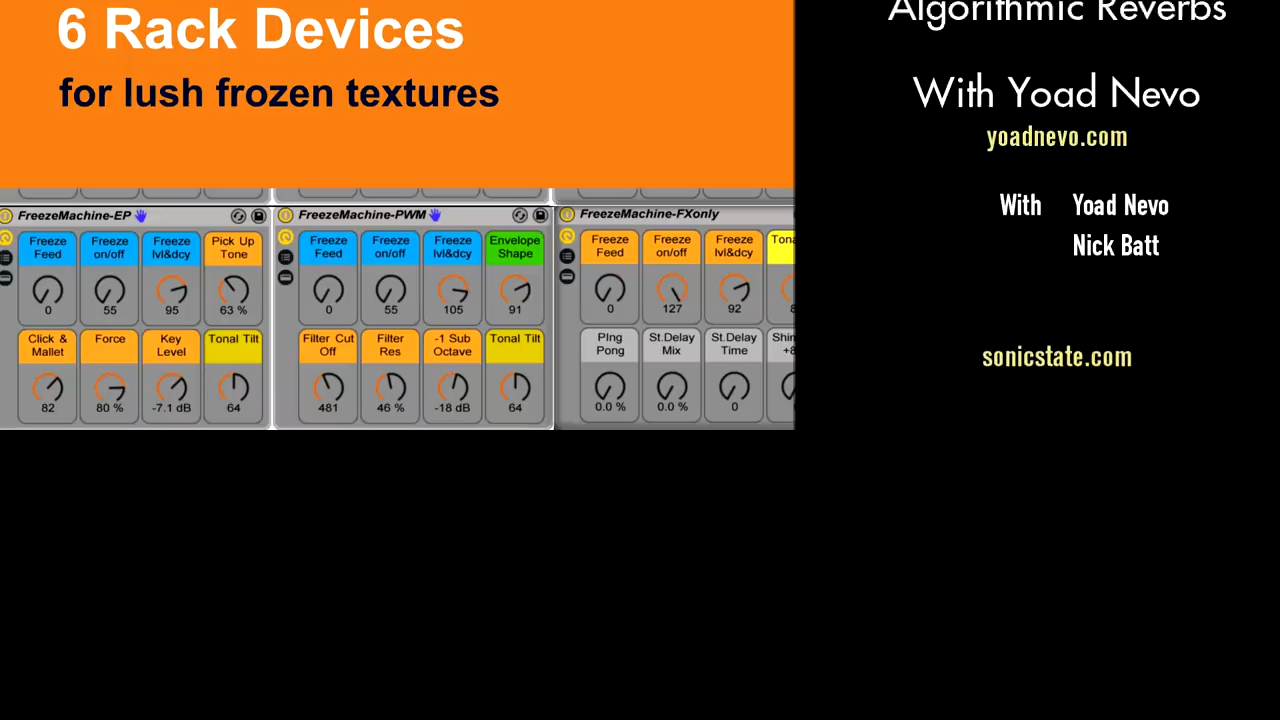 6 Rack Devices
for lush frozen textures
FreezeMachine-EP
Freeze Feed
Freeze on/off
Freeze lvl&dcy
Pick Up Tone
0
55
95
63 %
Click & Mallet
Force
Key Level
Tonal Tilt
82
80 %
-7.1 dB
64
FreezeMachine-PWM
Freeze Feed
Freeze on/off
Freeze lvl&dcy
Envelope Shape
0
55
105
91
Filter Cut Off
Filter Res
-1 Sub Octave
Tonal Tilt
481
46 %
-18 dB
64
FreezeMachine-FXonly
Freeze Feed
Freeze on/off
Freeze lvl&dcy
0
127
92
PIng Pong
St.Delay Mix
St.Delay Time
0.0 %
0.0 %
0
Algorithmic Reverbs
With Yoad Nevo
yoadnevo.com
With Yoad Nevo
Nick Batt
sonicstate.com